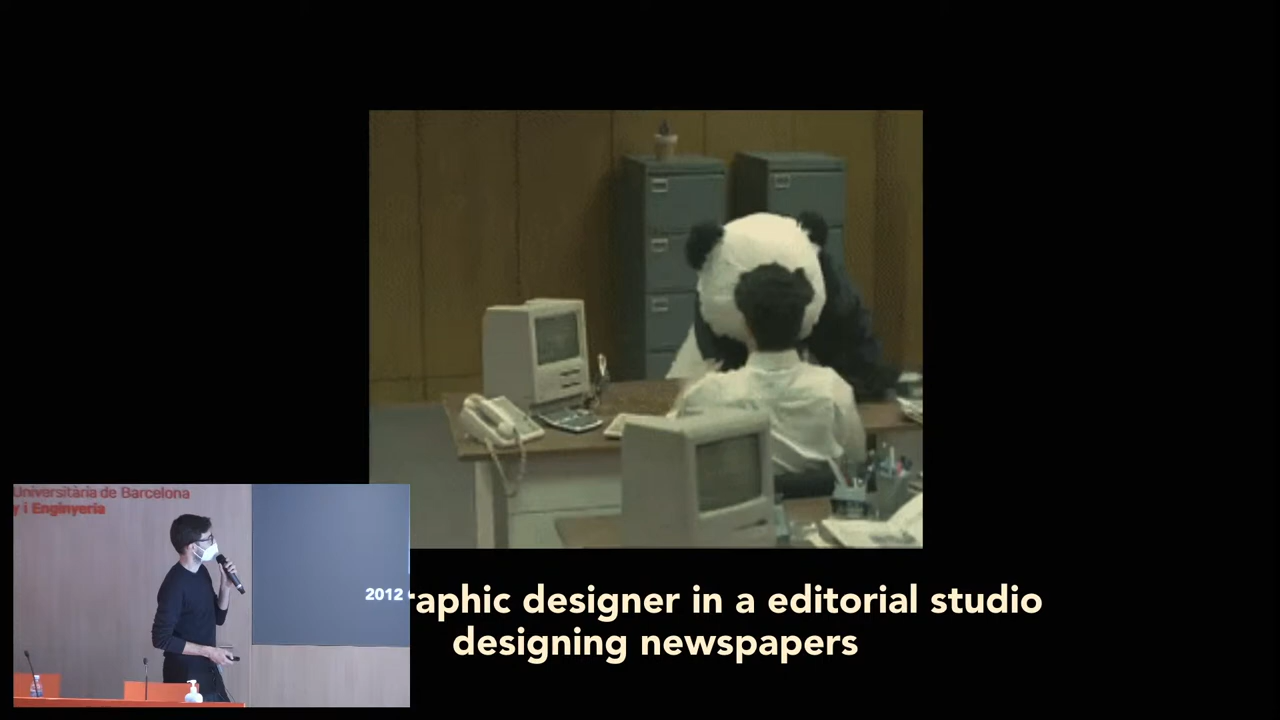 Universitària de Barcelona
y i Enginyeria
2012
raphic designer in a editorial studio
designing newspapers